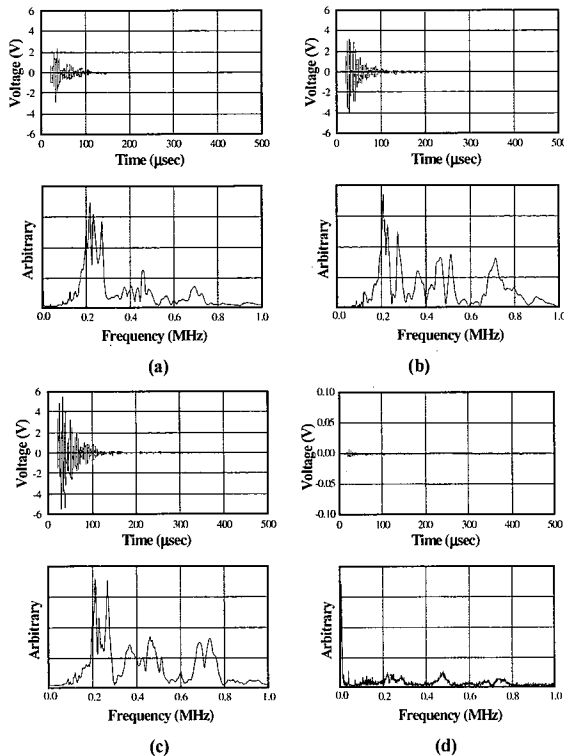 Voltage (V)
6
4
2
0
-2
-4
-6
0 100 200 300 400 500
Time (μsec)
Arbitrary
0.0 0.2 0.4 0.6 0.8 1.0
Frequency (MHz)
(a)
Voltage (V)
6
4
2
0
-2
-4
-6
0 100 200 300 400 500
Time (μsec)
Arbitrary
0.0 0.2 0.4 0.6 0.8 1.0
Frequency (MHz)
(b)
Voltage (V)
6
4
2
0
-2
-4
-6
0 100 200 300 400 500
Time (μsec)
Arbitrary
0.0 0.2 0.4 0.6 0.8 1.0
Frequency (MHz)
(c)
Voltage (V)
0.10
0.05
0.00
-0.05
-0.10
0 100 200 300 400 500
Time (μsec)
Arbitrary
0.0 0.2 0.4 0.6 0.8 1.0
Frequency (MHz)
(d)